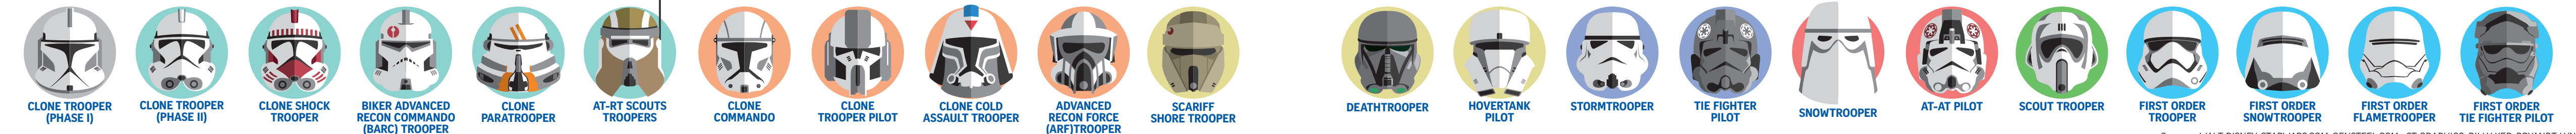 CLONE TROOPER
(PHASE I)
CLONE TROOPER
(PHASE II)
CLONE SHOCK
TROOPER
BIKER ADVANCED
RECON COMMANDO
(BARC) TROOPER
CLONE
PARATROOPER
AT-RT SCOUTS
TROOPERS
CLONE
COMMANDO
CLONE
TROOPER PILOT
CLONE COLD
ASSAULT TROOPER
ADVANCED
RECON FORCE
(ARF)TROOPER
SCARIFF
SHORE TROOPER
DEATHTROOPER
HOVERTANK
PILOT
STORMTROOPER
TIE FIGHTER
PILOT
SNOWTROOPER
AT-AT PILOT
SCOUT TROOPER
FIRST ORDER
TROOPER
FIRST ORDER
SNOWTROOPER
FIRST ORDER
FLAMETROOPER
FIRST ORDER
TIE FIGHTER PILOT